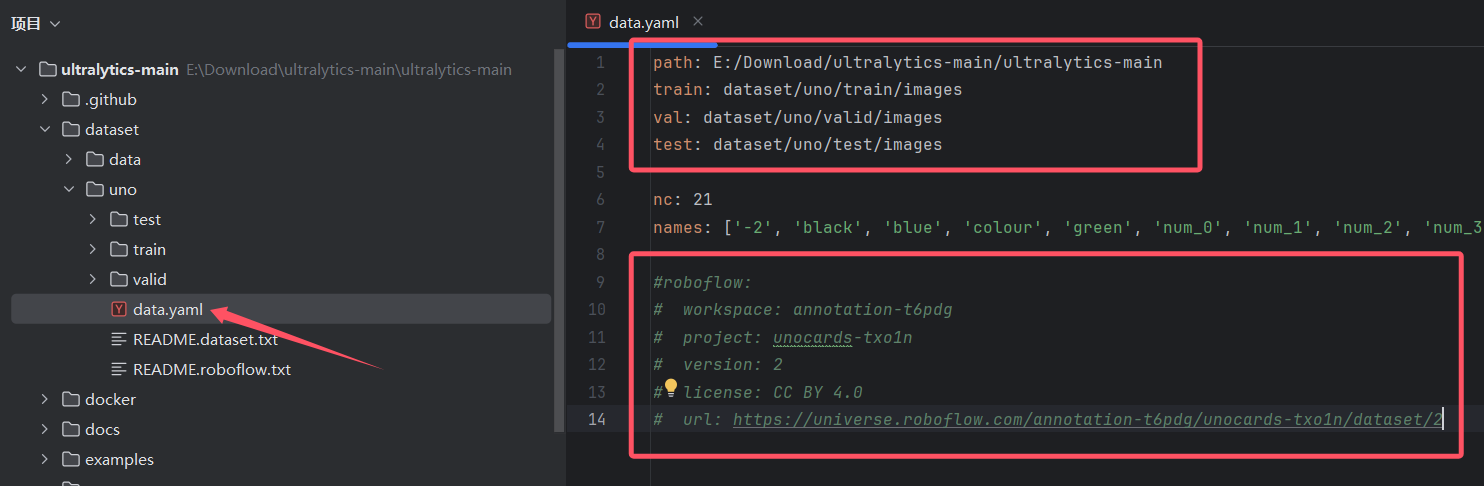 项目
ultralytics-main E:\Download\ultralytics-main\ultralytics-main
.github
dataset
data
uno
test
train
valid
data.yaml
README.dataset.txt
README.roboflow.txt
docker
docs
examples
data.yaml
1 path: E:/Download/ultralytics-main/ultralytics-main
2 train: dataset/uno/train/images
3 val: dataset/uno/valid/images
4 test: dataset/uno/test/images
5
6 nc: 21
7 names: ['-2', 'black', 'blue', 'colour', 'green', 'num_0', 'num_1', 'num_2', 'num_3
8
9 #roboflow:
10 #  workspace: annotation-t6pdg
11 #  project: unocards-txo1n
12 #  version: 2
13 #  license: CC BY 4.0
14 #  url: https://universe.roboflow.com/annotation-t6pdg/unocards-txo1n/dataset/2